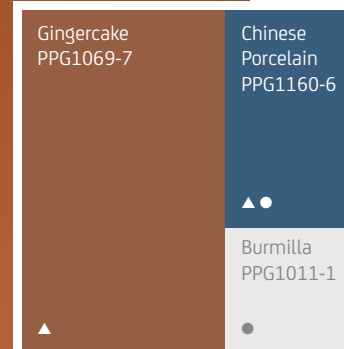 Gingercake
PPG1069-7
Chinese
Porcelain
PPG1160-6
Burmilla
PPG1011-1